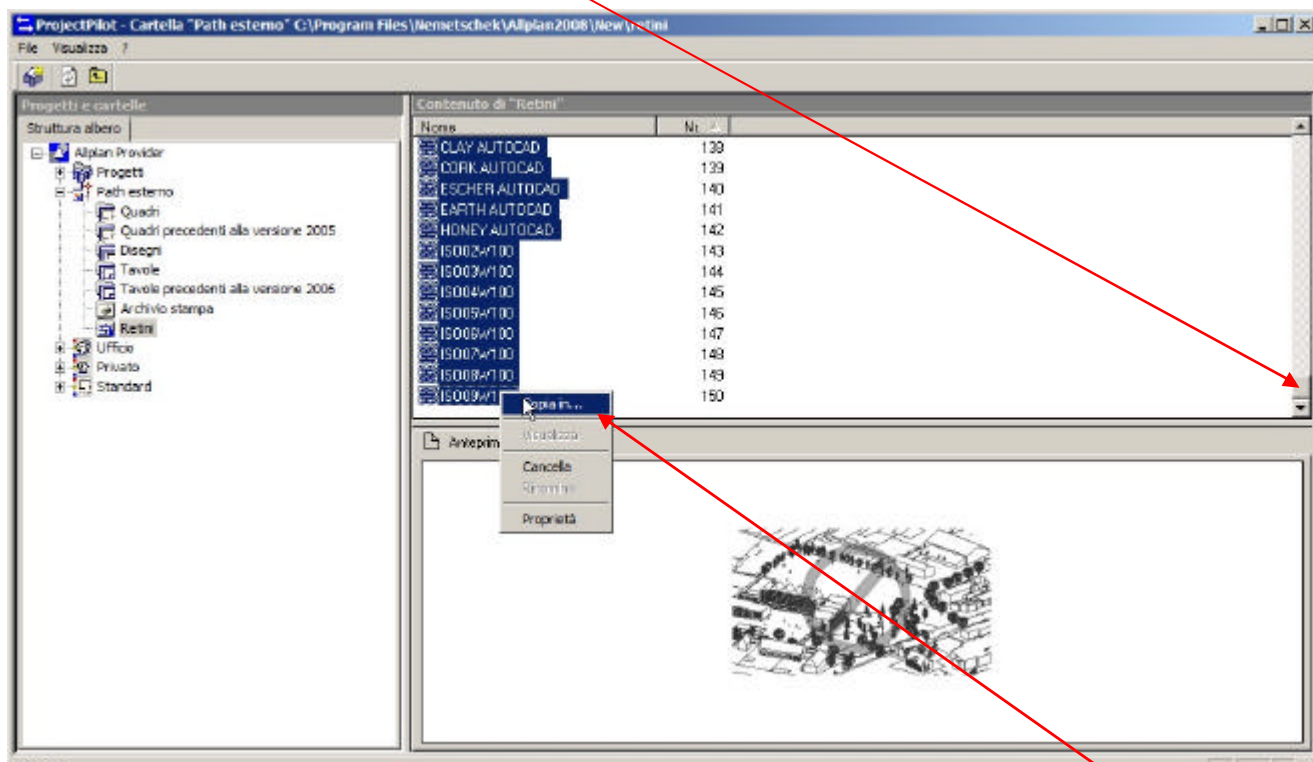 ProjectPilot - Cartella "Path esterno" C:\Program Files\Nemetschek\Allplan2008\New\retini
File Visualizza ?
Progetti e cartelle
Contenuto di "Retini"
Struttura albero
Nome Nr.
Allplan Provider
Progetti
Path esterno
Quadri
Quadri precedenti alla versione 2005
Disegni
Tavole
Tavole precedenti alla versione 2006
Archivio stampa
Retini
Ufficio
Privato
Standard
CLAY AUTOCAD 138
CORK AUTOCAD 139
ESCHER AUTOCAD 140
EARTH AUTOCAD 141
HONEY AUTOCAD 142
ISO02W100 143
ISO03W100 144
ISO04W100 145
ISO05W100 146
ISO06W100 147
ISO07W100 148
ISO08W100 149
ISO09W1 150
Copia in...
Visualizza
Cancella
Rinomina
Proprietà
Anteprim